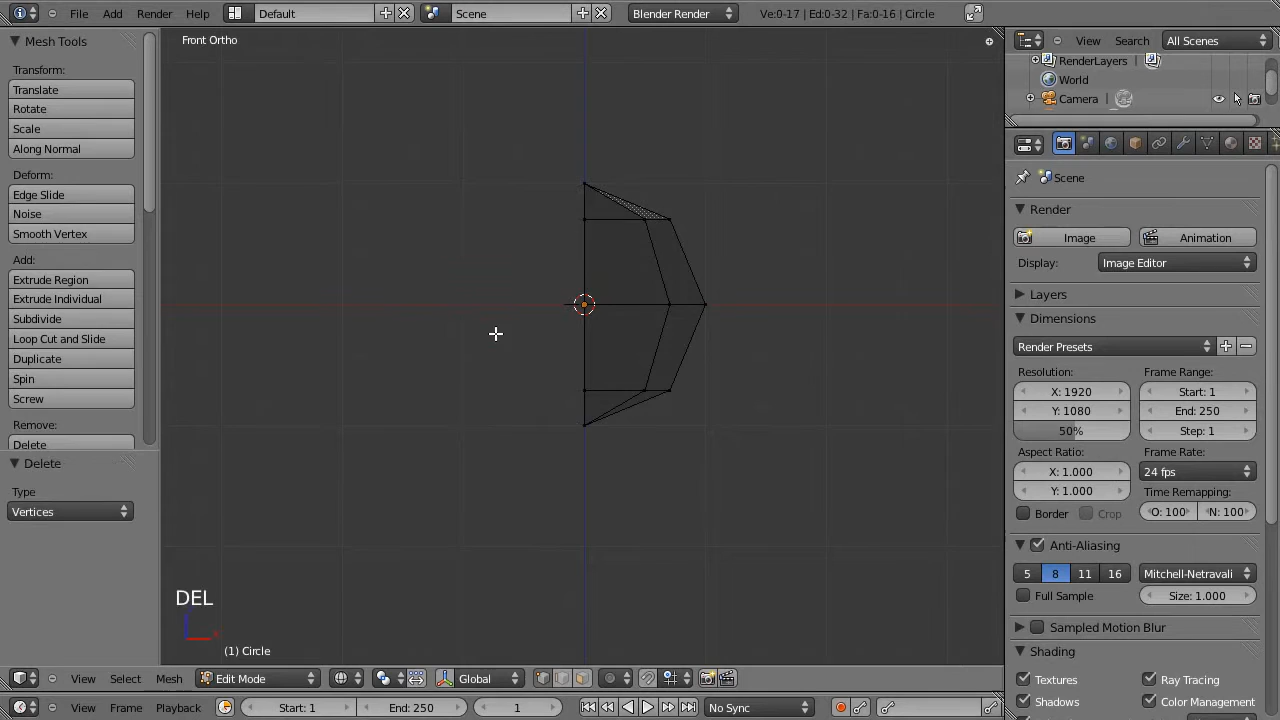 File Add Render Help Default Scene Blender Render Ve:0-17 | Ed:0-32 | Fa:0-16 | Circle
Mesh Tools
Transform:
Translate
Rotate
Scale
Along Normal
Deform:
Edge Slide
Noise
Smooth Vertex
Add:
Extrude Region
Extrude Individual
Subdivide
Loop Cut and Slide
Duplicate
Spin
Screw
Remove:
Delete
Delete
Type
Vertices
Front Ortho
DEL
x
(1) Circle
View Select Mesh Edit Mode Global
View Frame Playback Start: 1 End: 250 1 No Sync
View Search All Scenes
RenderLayers |
World
Camera |
Scene
Render
Image Animation
Display: Image Editor
Layers
Dimensions
Render Presets
Resolution: Frame Range:
X: 1920 Start: 1
Y: 1080 End: 250
50% Step: 1
Aspect Ratio: Frame Rate:
X: 1.000 24 fps
Y: 1.000 Time Remapping:
Border Crop O: 100 N: 100
Anti-Aliasing
5 8 11 16 Mitchell-Netravali
Full Sample Size: 1.000
Sampled Motion Blur
Shading
Textures Ray Tracing
Shadows Color Management